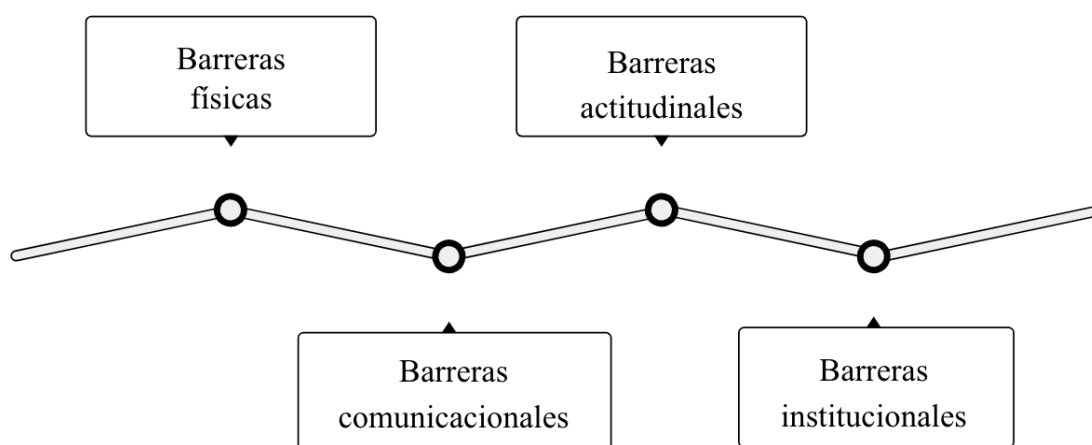 Barreras
físicas
Barreras
actitudinales
Barreras
comunicacionales
Barreras
institucionales